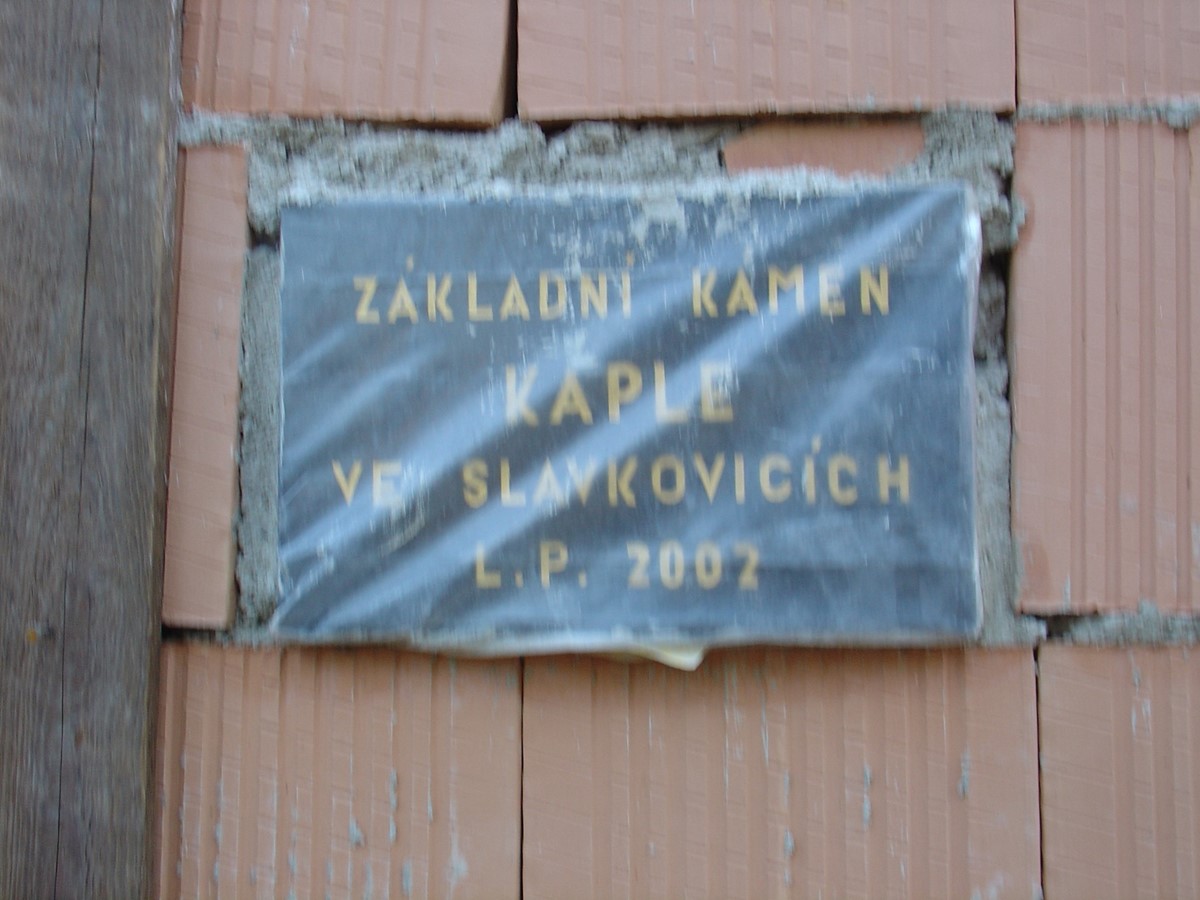 ZÁKLADNÍ KÁMEN
KAPLE
VE SLAVKOVICÍCH
L.P. 2002